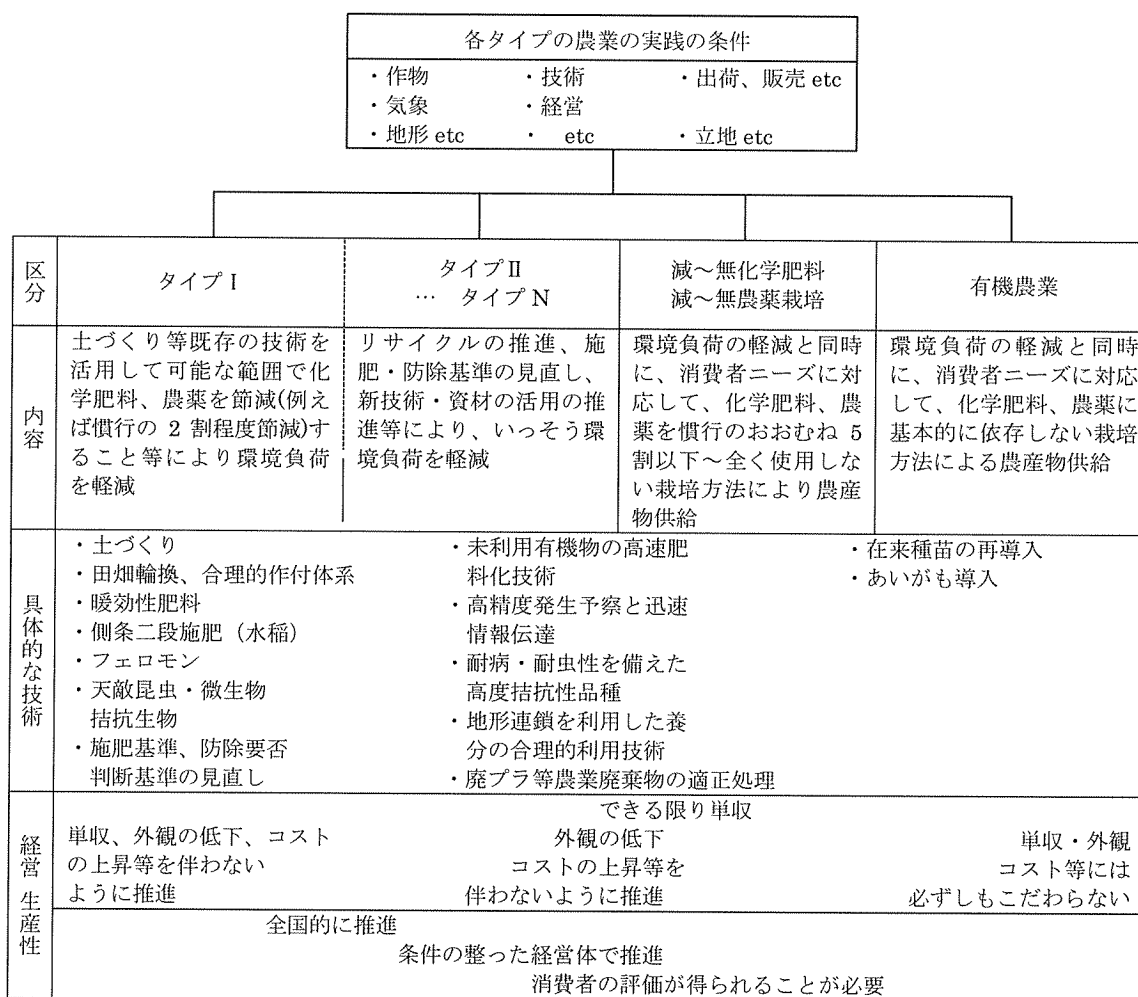 各タイプの農業の実践の条件
・作物 ・技術 ・出荷、販売 etc
・気象 ・経営
・地形 etc ・ etc ・立地 etc
区分
タイプⅠ
タイプⅡ
… タイプ N
減～無化学肥料
減～無農薬栽培
有機農業
内容
土づくり等既存の技術を
活用して可能な範囲で化
学肥料、農薬を節減(例え
ば慣行の 2 割程度節減)す
ること等により環境負荷
を軽減
リサイクルの推進、施
肥・防除基準の見直し、
新技術・資材の活用の推
進等により、いっそう環
境負荷を軽減
環境負荷の軽減と同時
に、消費者ニーズに対
応して、化学肥料、農
薬を慣行のおおむね 5
割以下～全く使用しな
い栽培方法により農産
物供給
環境負荷の軽減と同時
に、消費者ニーズに対応
して、化学肥料、農薬に
基本的に依存しない栽培
方法による農産物供給
具体的な技術
・土づくり
・田畑輪換、合理的作付体系
・暖効性肥料
・側条二段施肥（水稲）
・フェロモン
・天敵昆虫・微生物
拮抗生物
・施肥基準、防除要否
判断基準の見直し
・未利用有機物の高速肥
料化技術
・高精度発生予察と迅速
情報伝達
・耐病・耐虫性を備えた
高度拮抗性品種
・地形連鎖を利用した養
分の合理的利用技術
・廃プラ等農業廃棄物の適正処理
・在来種苗の再導入
・あいがも導入
経営 生産性
単収、外観の低下、コスト
の上昇等を伴わない
ように推進
できる限り単収
外観の低下
コストの上昇等を
伴わないように推進
単収・外観
コスト等には
必ずしもこだわらない
全国的に推進
条件の整った経営体で推進
消費者の評価が得られることが必要